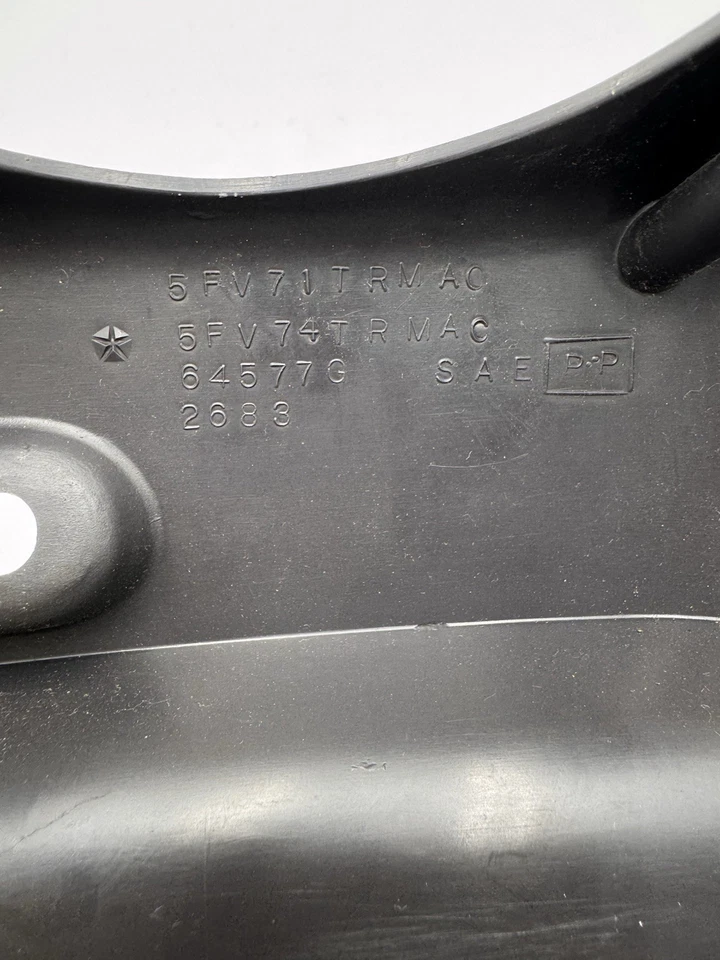 5FV71TRMAC
5FV74TRMAC
64577G SAE P-P
2683